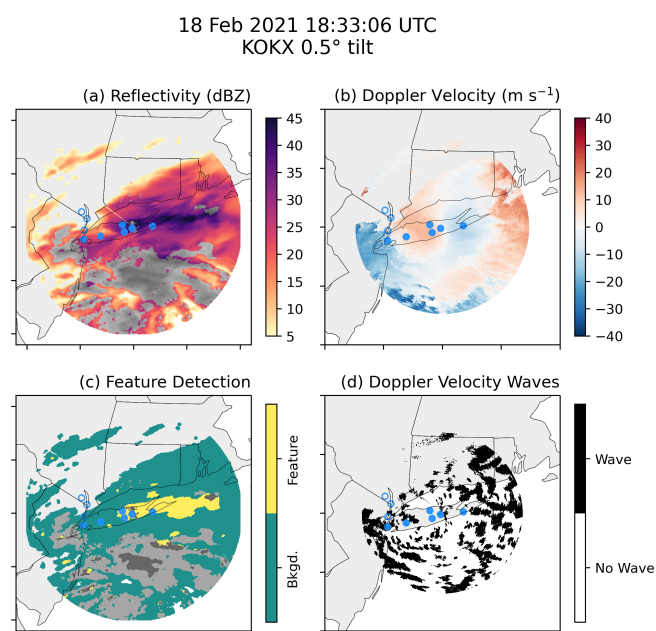 18 Feb 2021 18:33:06 UTC
KOKX 0.5° tilt
(a) Reflectivity (dBZ)
45
40
35
30
25
20
15
10
5
(b) Doppler Velocity (m s⁻¹)
40
30
20
10
0
−10
−20
−30
−40
(c) Feature Detection
Feature
Bkgd.
(d) Doppler Velocity Waves
Wave
No Wave